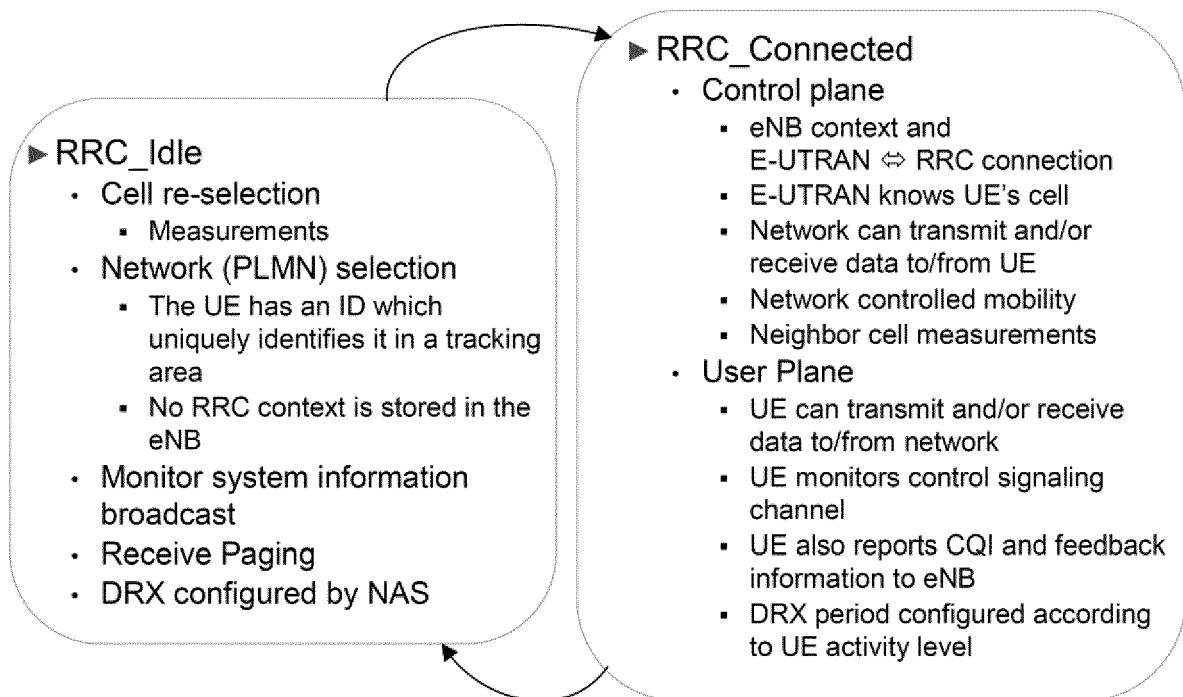 ► RRC_Idle
• Cell re-selection
▪ Measurements
• Network (PLMN) selection
▪ The UE has an ID which
uniquely identifies it in a tracking
area
▪ No RRC context is stored in the
eNB
• Monitor system information
broadcast
• Receive Paging
• DRX configured by NAS
► RRC_Connected
• Control plane
▪ eNB context and
E-UTRAN ⇔ RRC connection
▪ E-UTRAN knows UE’s cell
▪ Network can transmit and/or
receive data to/from UE
▪ Network controlled mobility
▪ Neighbor cell measurements
• User Plane
▪ UE can transmit and/or receive
data to/from network
▪ UE monitors control signaling
channel
▪ UE also reports CQI and feedback
information to eNB
▪ DRX period configured according
to UE activity level